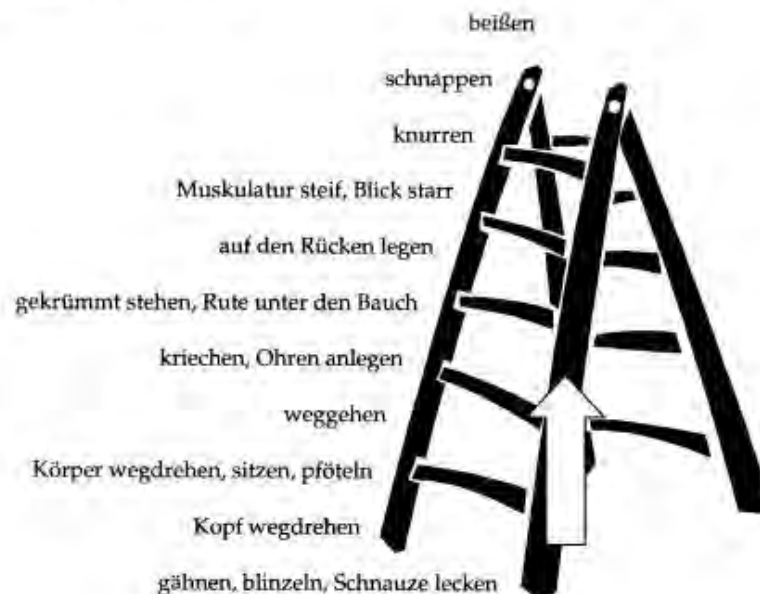 beißen
schnappen
knurren
Muskulatur steif, Blick starr
auf den Rücken legen
gekrümmt stehen, Rute unter den Bauch
kriechen, Ohren anlegen
weggehen
Körper wegdrehen, sitzen, pföteln
Kopf wegdrehen
gähnen, blinzeln, Schnauze lecken